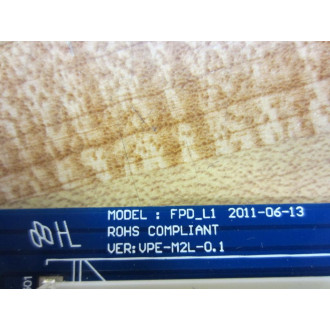 MODEL : FPD_L1 2011-06-13
ROHS COMPLIANT
VER:VPE-M2L-0.1